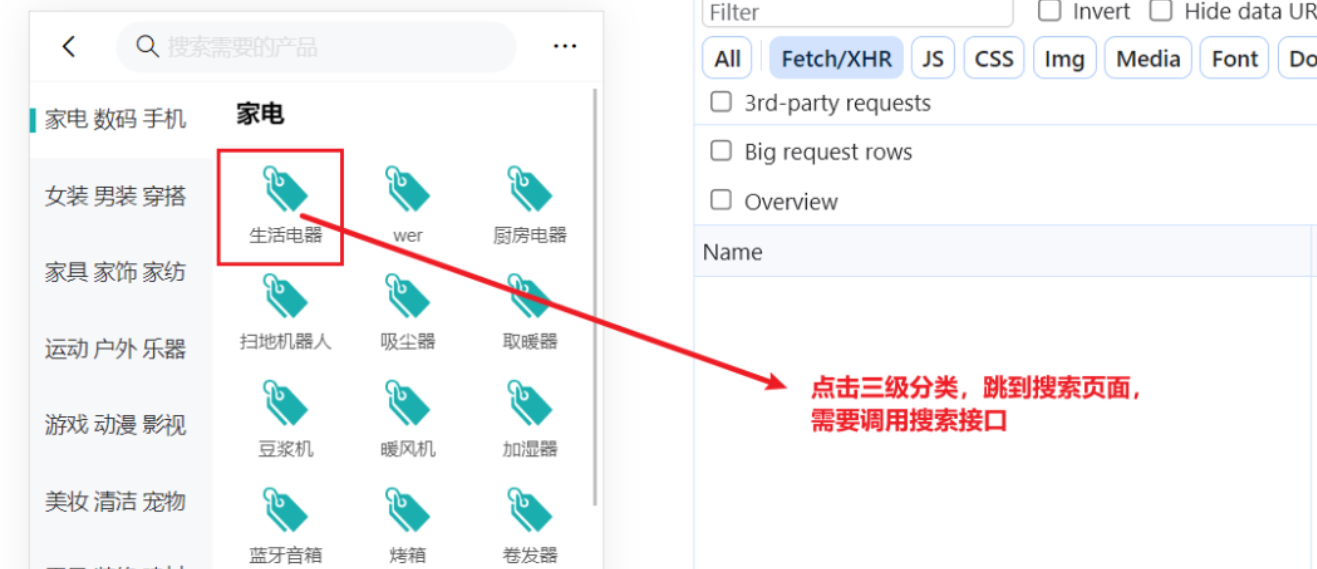 搜索需要的产品
家电 数码 手机
女装 男装 穿搭
家具 家饰 家纺
运动 户外 乐器
游戏 动漫 影视
美妆 清洁 宠物
家电
生活电器
wer
厨房电器
扫地机器人
吸尘器
取暖器
豆浆机
暖风机
加湿器
蓝牙音箱
烤箱
卷发器
Filter
Invert
Hide data UR
All
Fetch/XHR
JS
CSS
Img
Media
Font
Do
3rd-party requests
Big request rows
Overview
Name
点击三级分类，跳到搜索页面，
需要调用搜索接口